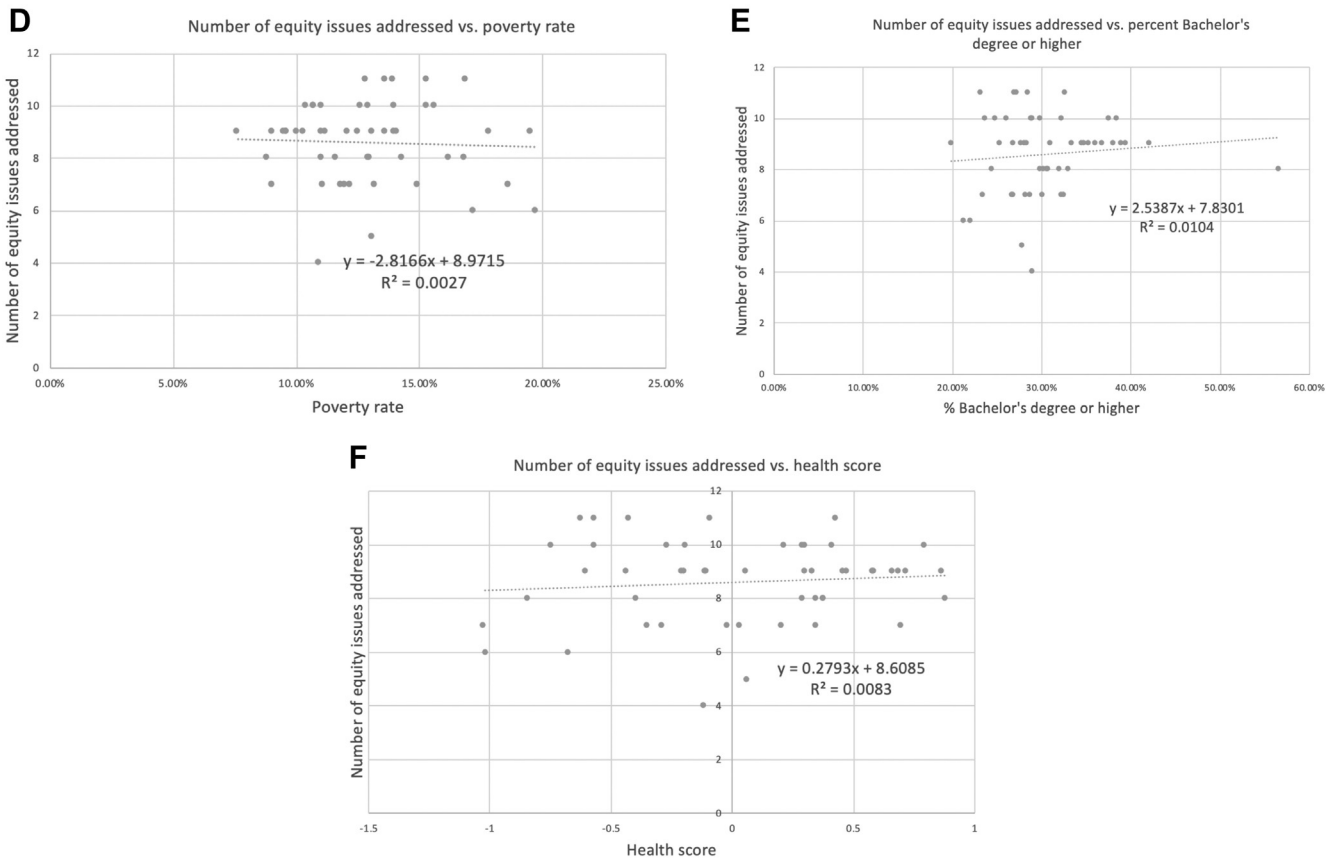 D
Number of equity issues addressed vs. poverty rate
Number of equity issues addressed
12
10
8
6
4
2
0
y = -2.8166x + 8.9715
R² = 0.0027
0.00%
5.00%
10.00%
15.00%
20.00%
25.00%
Poverty rate
E
Number of equity issues addressed vs. percent Bachelor's
degree or higher
Number of equity issues addressed
12
10
8
6
4
2
0
y = 2.5387x + 7.8301
R² = 0.0104
0.00%
10.00%
20.00%
30.00%
40.00%
50.00%
60.00%
% Bachelor's degree or higher
F
Number of equity issues addressed vs. health score
Number of equity issues addressed
12
10
8
6
4
2
0
y = 0.2793x + 8.6085
R² = 0.0083
-1.5
-1
-0.5
0
0.5
1
Health score